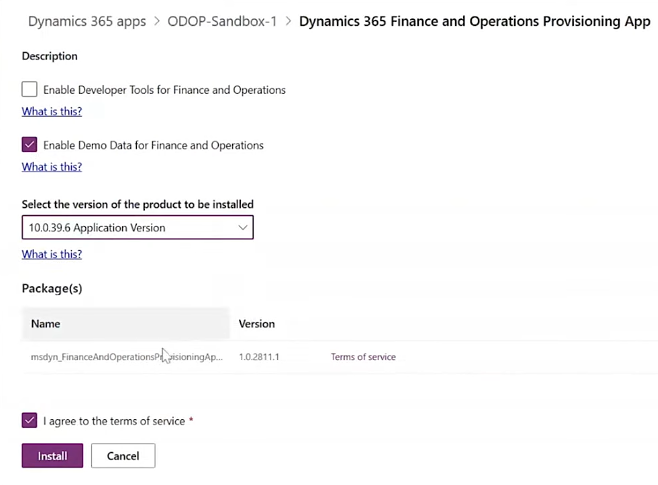 Dynamics 365 apps > ODOP-Sandbox-1 > Dynamics 365 Finance and Operations Provisioning App
Description
Enable Developer Tools for Finance and Operations
What is this?
Enable Demo Data for Finance and Operations
What is this?
Select the version of the product to be installed
10.0.39.6 Application Version
What is this?
Package(s)
Name Version
msdyn_FinanceAndOperationsProvisioningAp... 1.0.2811.1 Terms of service
I agree to the terms of service *
Install Cancel